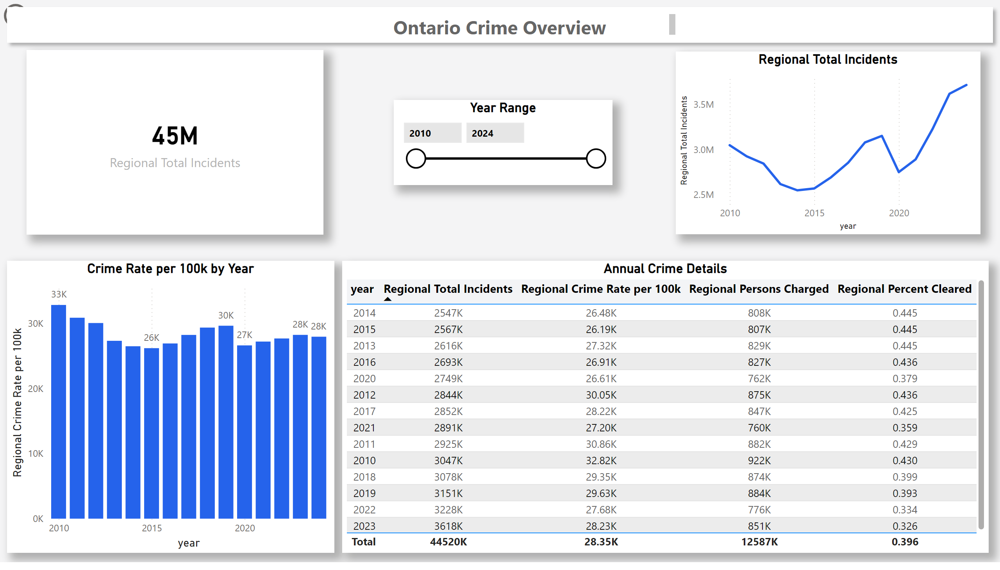 Ontario Crime Overview
45M
Regional Total Incidents
Year Range
2010 2024
Regional Total Incidents
Regional Total Incidents
3.5M
3.0M
2.5M
2010 2015 2020
year
Crime Rate per 100k by Year
Regional Crime Rate per 100k
30K
20K
10K
0K
33K 26K 30K 27K 28K 28K
2010 2015 2020
year
Annual Crime Details
year Regional Total Incidents Regional Crime Rate per 100k Regional Persons Charged Regional Percent Cleared
2014 2547K 26.48K 808K 0.445
2015 2567K 26.19K 807K 0.445
2013 2616K 27.32K 829K 0.445
2016 2693K 26.91K 827K 0.436
2020 2749K 26.61K 762K 0.379
2012 2844K 30.05K 875K 0.436
2017 2852K 28.22K 847K 0.425
2021 2891K 27.20K 760K 0.359
2011 2925K 30.86K 882K 0.429
2010 3047K 32.82K 922K 0.430
2018 3078K 29.35K 874K 0.399
2019 3151K 29.63K 884K 0.393
2022 3228K 27.68K 776K 0.334
2023 3618K 28.23K 851K 0.326
Total 44520K 28.35K 12587K 0.396